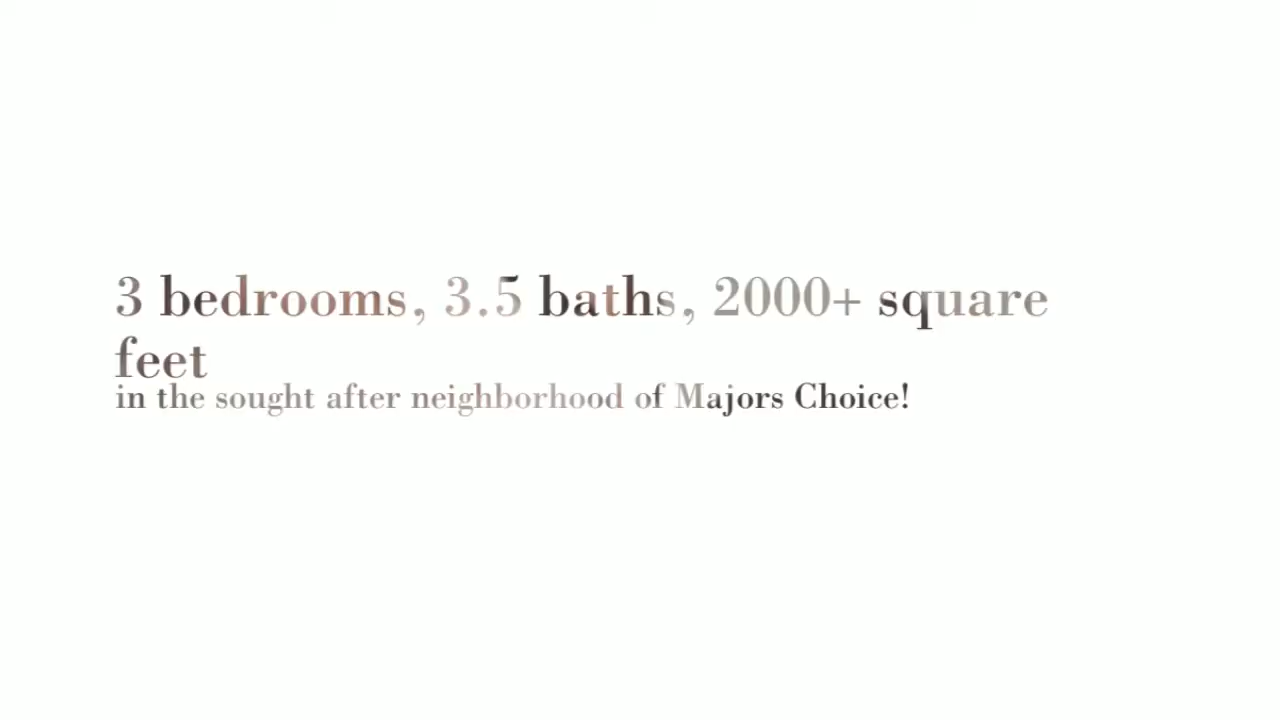 3 bedrooms, 3.5 baths, 2000+ square
feet
in the sought after neighborhood of Majors Choice!